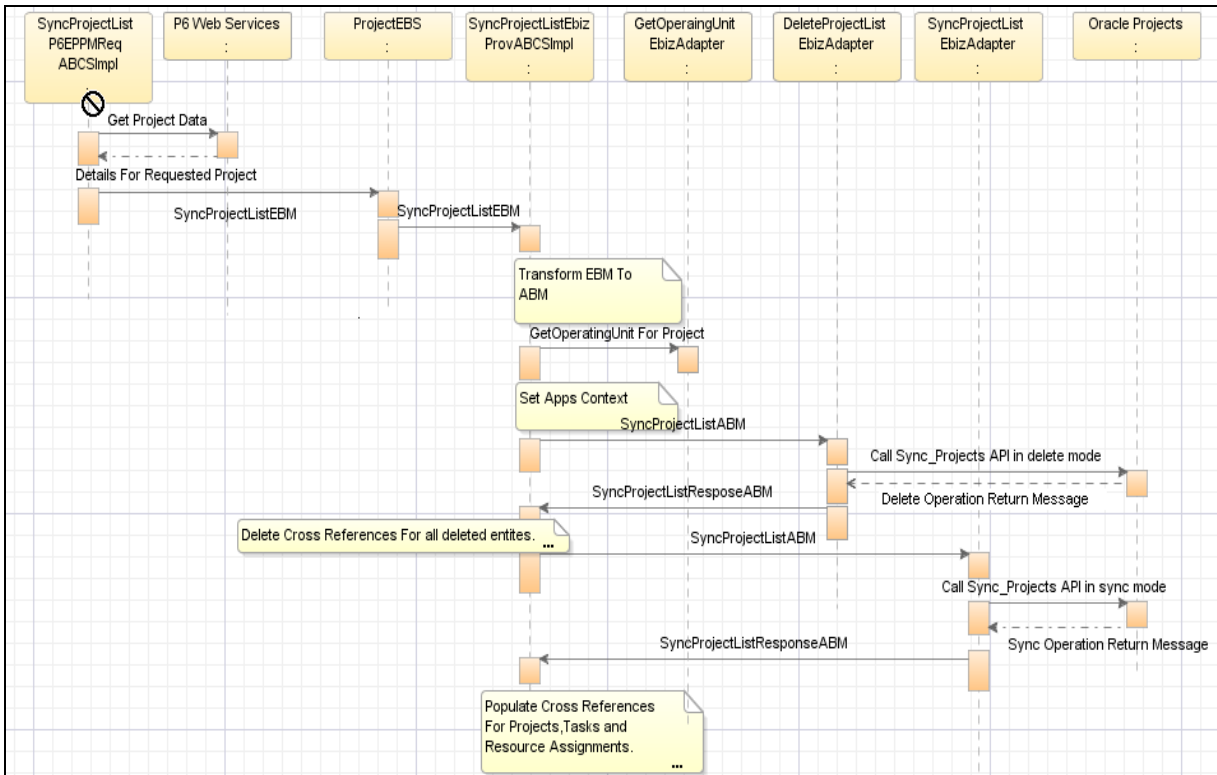 SyncProjectList
P6EPPMReq
ABCSImpl
:
P6 Web Services
:
ProjectEBS
:
SyncProjectListEbiz
ProvABCSImpl
:
GetOperaingUnit
EbizAdapter
:
DeleteProjectList
EbizAdapter
:
SyncProjectList
EbizAdapter
:
Oracle Projects
:
Get Project Data
Details For Requested Project
SyncProjectListEBM
SyncProjectListEBM
Transform EBM To
ABM
GetOperatingUnit For Project
Set Apps Context
SyncProjectListABM
Call Sync_Projects API in delete mode
SyncProjectListResposeABM
Delete Operation Return Message
Delete Cross References For all deleted entites.
...
SyncProjectListABM
Call Sync_Projects API in sync mode
SyncProjectListResponseABM
Sync Operation Return Message
Populate Cross References
For Projects,Tasks and
Resource Assignments.
...